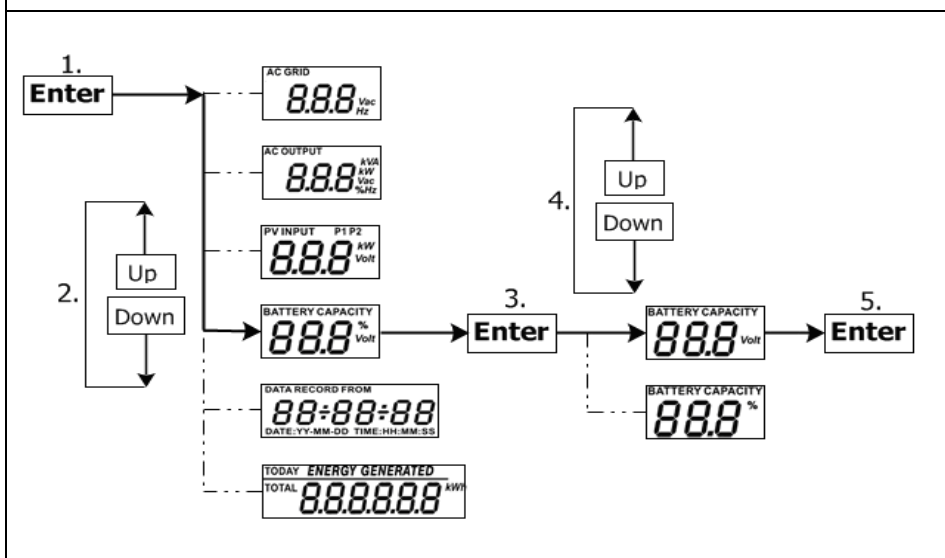 1.
Enter
AC GRID
8.8.8 Vac
Hz
AC OUTPUT
8.8.8 kVA
kW
Vac
%Hz
2.
Up
Down
PV INPUT P1 P2
8.8.8 kW
Volt
BATTERY CAPACITY
88.8 %
Volt
DATA RECORD FROM
88÷88÷88
DATE:YY-MM-DD TIME:HH:MM:SS
TODAY ENERGY GENERATED
TOTAL 8.8.8.8.8.8 kWh
3.
Enter
4.
Up
Down
BATTERY CAPACITY
88.8 Volt
BATTERY CAPACITY
88.8 %
5.
Enter